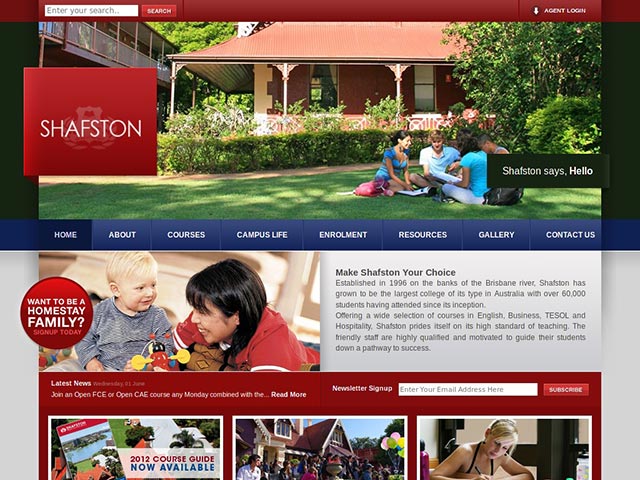 Enter your search..
SEARCH
AGENT LOGIN
SHAFSTON
Shafston says, Hello
HOME
ABOUT
COURSES
CAMPUS LIFE
ENROLMENT
RESOURCES
GALLERY
CONTACT US
WANT TO BE A
HOMESTAY
FAMILY?
SIGNUP TODAY
Make Shafston Your Choice
Established in 1996 on the banks of the Brisbane river, Shafston has
grown to be the largest college of its type in Australia with over 60,000
students having attended since its inception.
Offering a wide selection of courses in English, Business, TESOL and
Hospitality, Shafston prides itself on its high standard of teaching. The
friendly staff are highly qualified and motivated to guide their students
down a pathway to success.
Latest News Wednesday, 01 June
Join an Open FCE or Open CAE course any Monday combined with the... Read More
Newsletter Signup
Enter Your Email Address Here
SUBSCRIBE
SHAFSTON
2012 COURSE GUIDE
NOW AVAILABLE